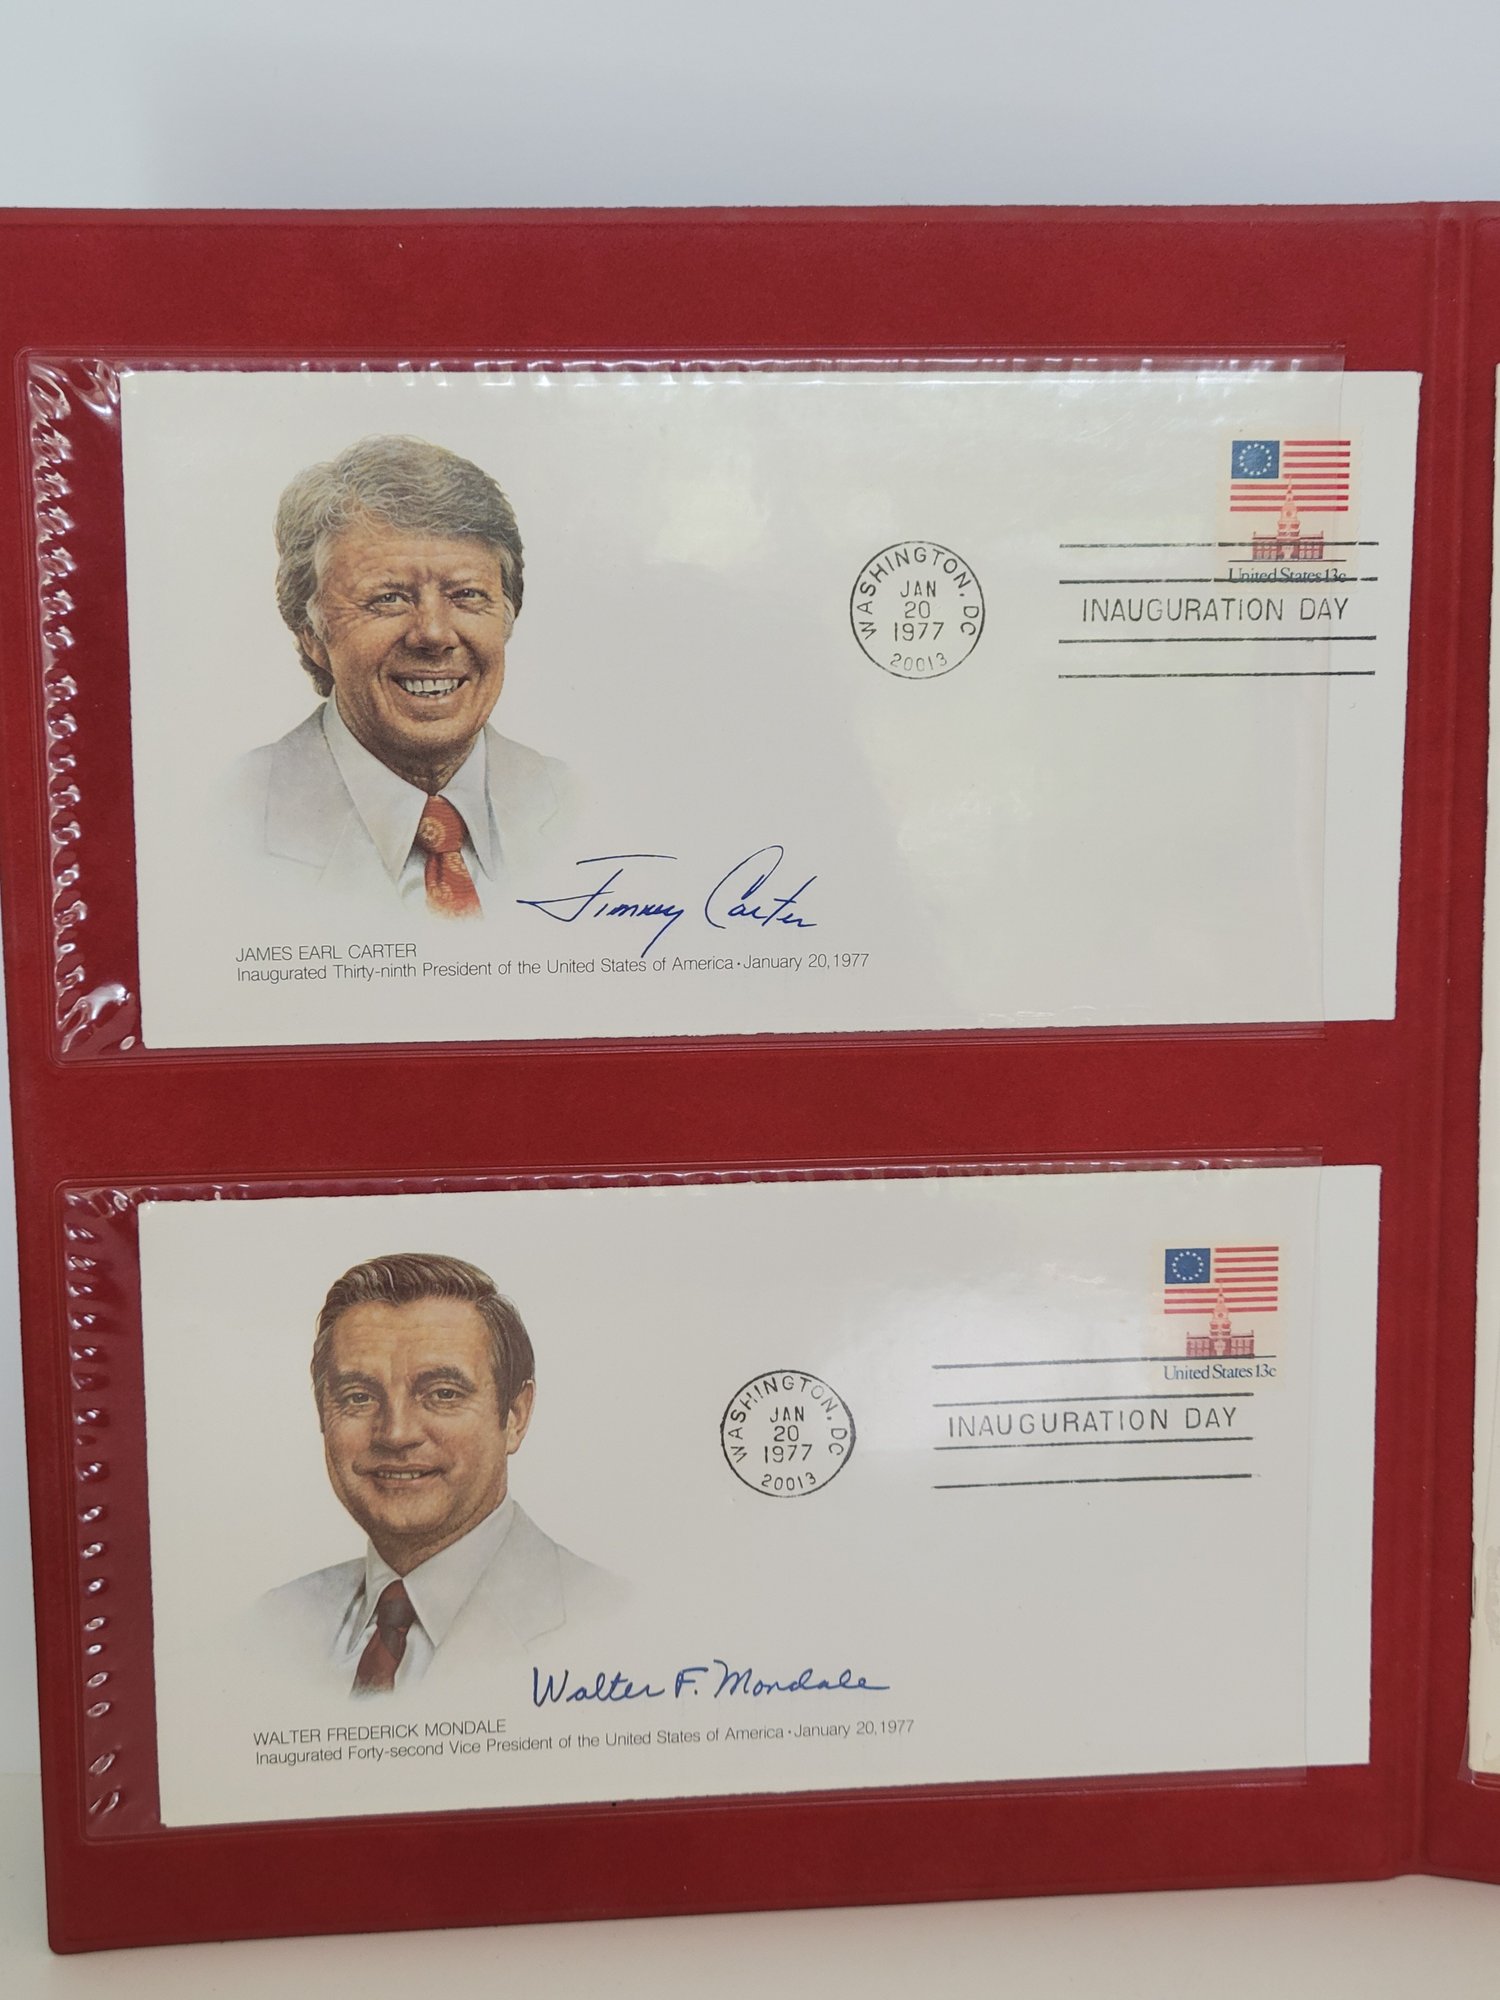 United States 13c
WASHINGTON, DC
JAN
20
1977
20013
INAUGURATION DAY
Jimmy Carter
JAMES EARL CARTER
Inaugurated Thirty-ninth President of the United States of America • January 20, 1977
United States 13c
WASHINGTON, DC
JAN
20
1977
20013
INAUGURATION DAY
Walter F. Mondale
WALTER FREDERICK MONDALE
Inaugurated Forty-second Vice President of the United States of America • January 20, 1977